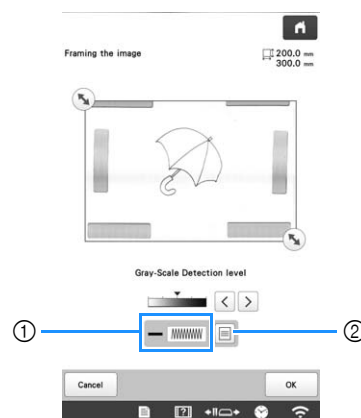 Framing the image
200.0 mm
300.0 mm
Gray-Scale Detection level
① ②
Cancel OK